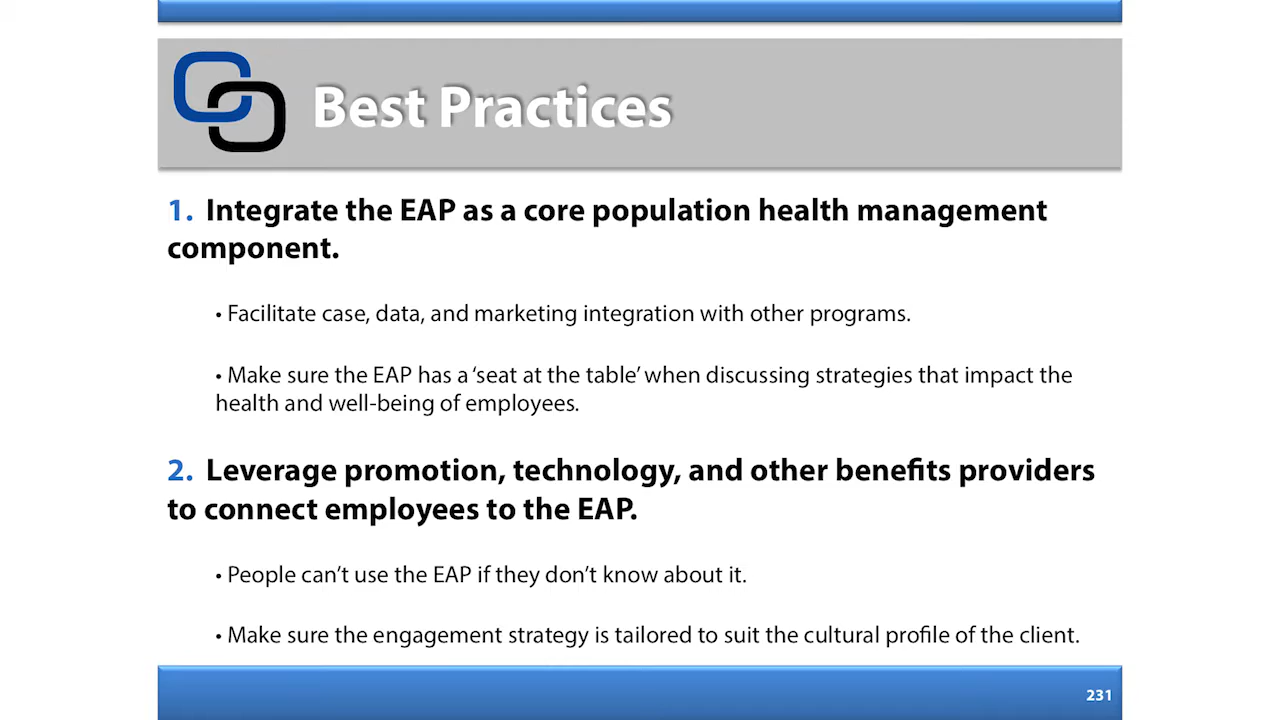 Best Practices
1. Integrate the EAP as a core population health management
component.
• Facilitate case, data, and marketing integration with other programs.
• Make sure the EAP has a ‘seat at the table’ when discussing strategies that impact the
health and well-being of employees.
2. Leverage promotion, technology, and other benefits providers
to connect employees to the EAP.
• People can’t use the EAP if they don’t know about it.
• Make sure the engagement strategy is tailored to suit the cultural profile of the client.
231